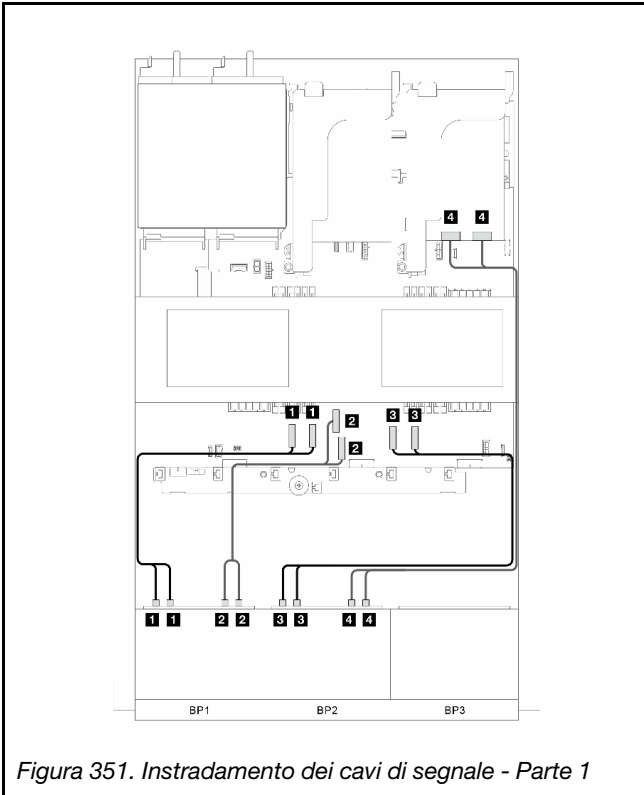 4 4
1 1 2 3 3
2
1 1 2 2 3 3 4 4
BP1 BP2 BP3
Figura 351. Instradamento dei cavi di segnale - Parte 1